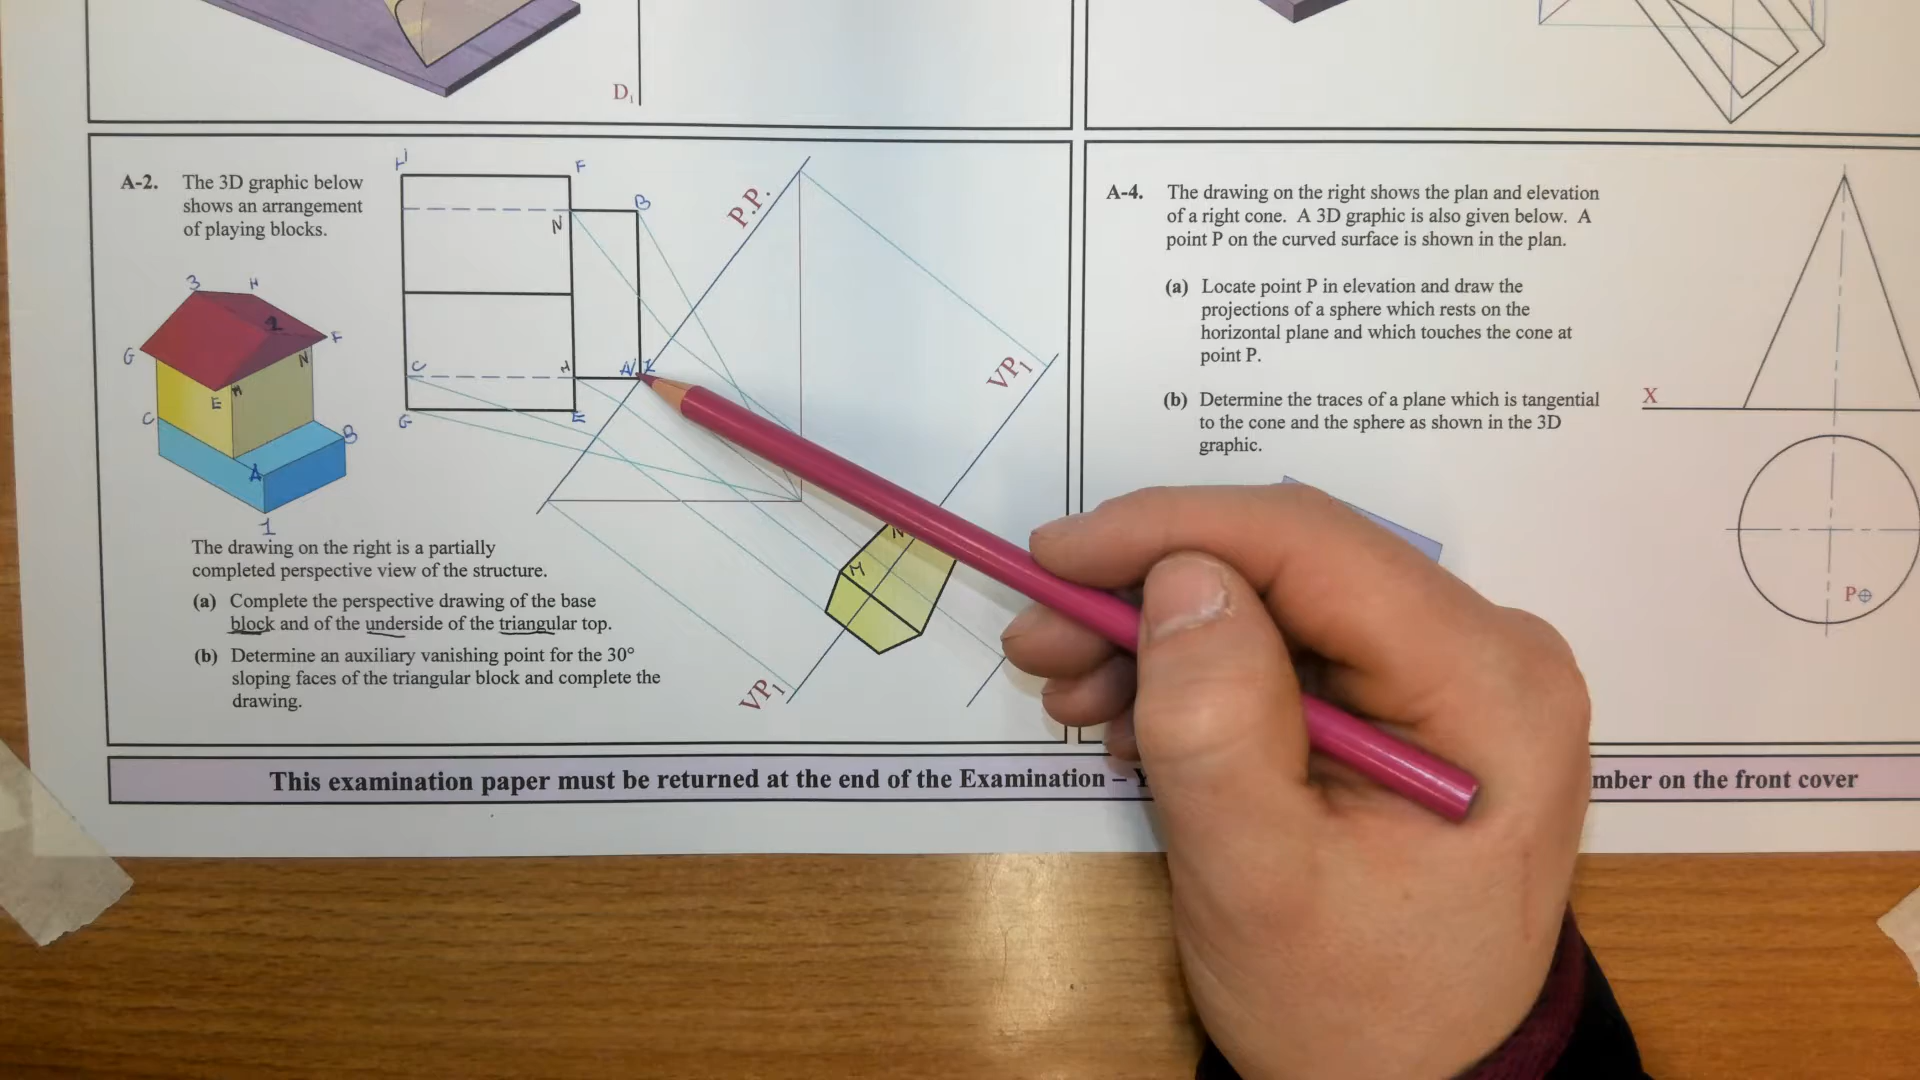 D₁
A-2. The 3D graphic below
shows an arrangement
of playing blocks.
3 H
2
G F
N
E M
C B
A
1
H F
B
N
C H A 1
G E
P.P.
VP₁
N
M
VP₁
The drawing on the right is a partially
completed perspective view of the structure.
(a) Complete the perspective drawing of the base
block and of the underside of the triangular top.
(b) Determine an auxiliary vanishing point for the 30°
sloping faces of the triangular block and complete the
drawing.
A-4. The drawing on the right shows the plan and elevation
of a right cone. A 3D graphic is also given below. A
point P on the curved surface is shown in the plan.
(a) Locate point P in elevation and draw the
projections of a sphere which rests on the
horizontal plane and which touches the cone at
point P.
(b) Determine the traces of a plane which is tangential
to the cone and the sphere as shown in the 3D
graphic.
X
P
This examination paper must be returned at the end of the Examination – Y mber on the front cover